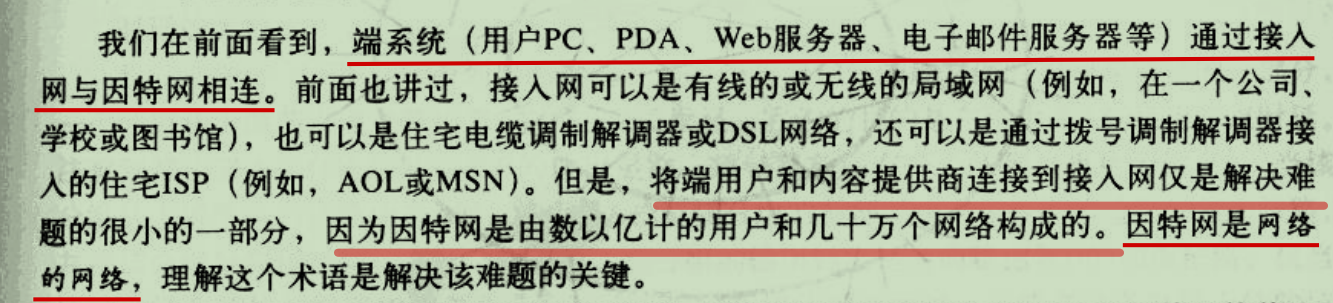 我们在前面看到，端系统（用户PC、PDA、Web服务器、电子邮件服务器等）通过接入
网与因特网相连。前面也讲过，接入网可以是有线的或无线的局域网（例如，在一个公司、
学校或图书馆），也可以是住宅电缆调制解调器或DSL网络，还可以是通过拨号调制解调器接
入的住宅ISP（例如，AOL或MSN）。但是，将端用户和内容提供商连接到接入网仅是解决难
题的很小的一部分，因为因特网是由数以亿计的用户和几十万个网络构成的。因特网是网络
的网络，理解这个术语是解决该难题的关键。